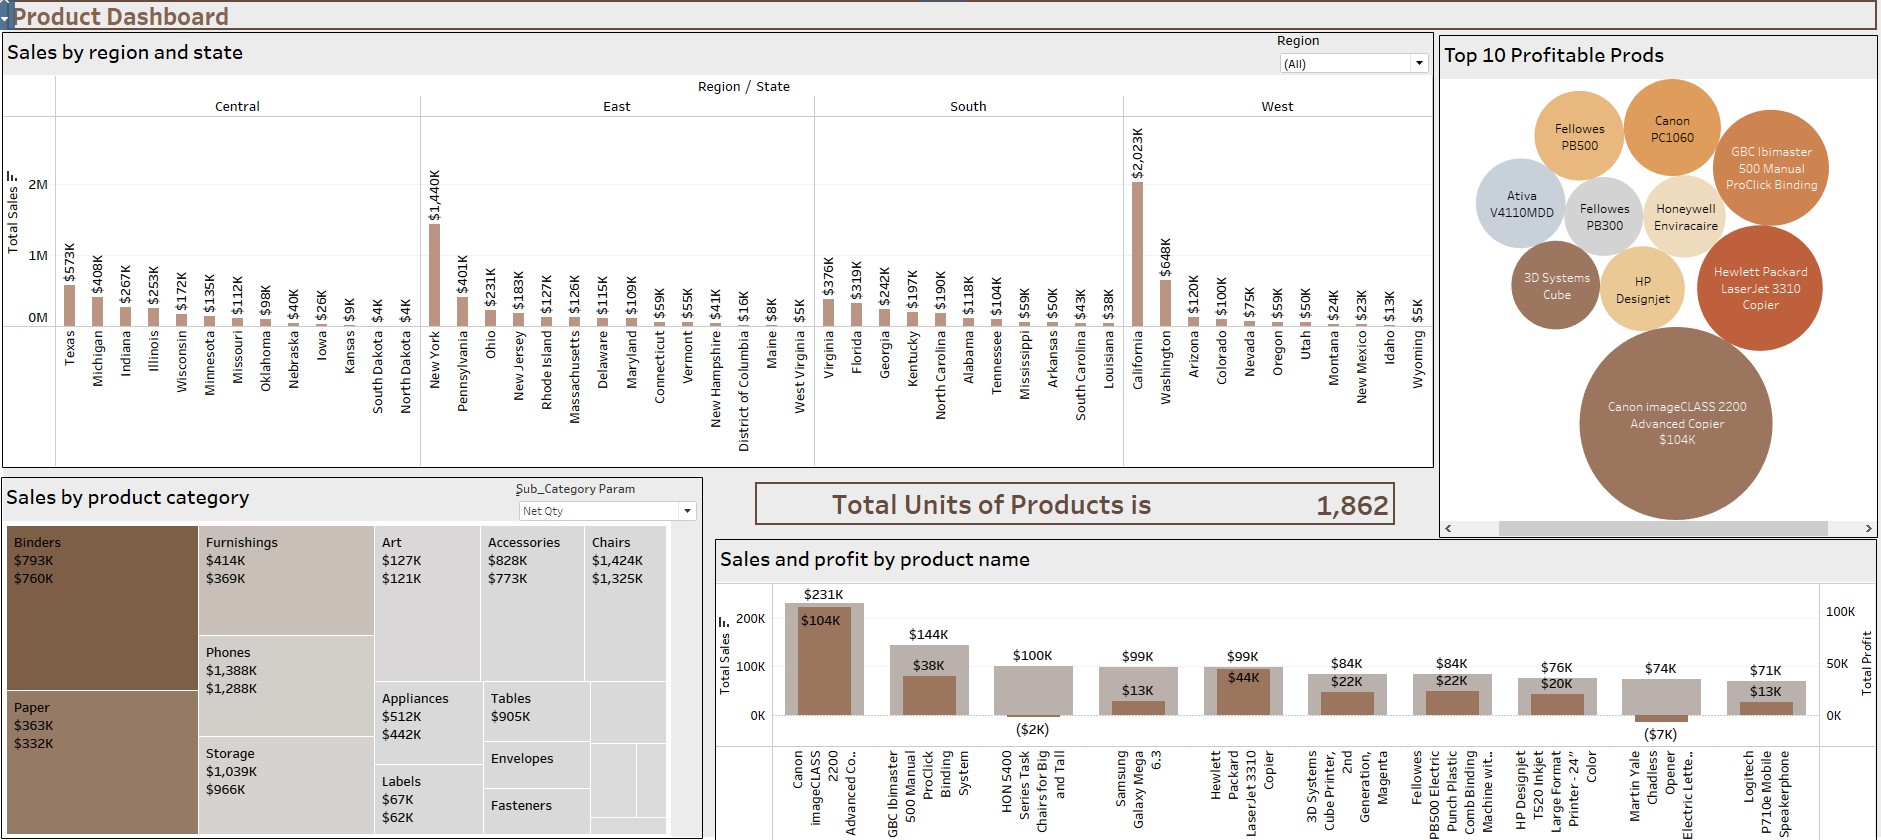 Product Dashboard
Sales by region and state
Region
(All)
Region / State
Central
East
South
West
Total Sales
2M
1M
0M
$573K
$408K
$267K
$253K
$172K
$135K
$112K
$98K
$40K
$26K
$9K
$4K
$4K
$1,440K
$401K
$231K
$183K
$127K
$126K
$115K
$109K
$59K
$55K
$41K
$16K
$8K
$5K
$376K
$319K
$242K
$197K
$190K
$118K
$104K
$59K
$50K
$43K
$38K
$2,023K
$648K
$120K
$100K
$75K
$59K
$50K
$24K
$23K
$13K
$5K
Texas
Michigan
Indiana
Illinois
Wisconsin
Minnesota
Missouri
Oklahoma
Nebraska
Iowa
Kansas
South Dakota
North Dakota
New York
Pennsylvania
Ohio
New Jersey
Rhode Island
Massachusetts
Delaware
Maryland
Connecticut
Vermont
New Hampshire
District of Columbia
Maine
West Virginia
Virginia
Florida
Georgia
Kentucky
North Carolina
Alabama
Tennessee
Mississippi
Arkansas
South Carolina
Louisiana
California
Washington
Arizona
Colorado
Nevada
Oregon
Utah
Montana
New Mexico
Idaho
Wyoming
Top 10 Profitable Prods
Fellowes
PB500
Canon
PC1060
GBC Ibimaster
500 Manual
ProClick Binding
Ativa
V4110MDD
Fellowes
PB300
Honeywell
Enviracaire
3D Systems
Cube
HP
Designjet
Hewlett Packard
LaserJet 3310
Copier
Canon imageCLASS 2200
Advanced Copier
$104K
Sales by product category
Sub_Category Param
Net Qty
Binders
$793K
$760K
Paper
$363K
$332K
Furnishings
$414K
$369K
Phones
$1,388K
$1,288K
Storage
$1,039K
$966K
Art
$127K
$121K
Accessories
$828K
$773K
Chairs
$1,424K
$1,325K
Appliances
$512K
$442K
Labels
$67K
$62K
Tables
$905K
Envelopes
Fasteners
Total Units of Products is 1,862
Sales and profit by product name
Total Sales
200K
100K
0K
$231K
$104K
$144K
$38K
$100K
($2K)
$99K
$13K
$99K
$44K
$84K
$22K
$84K
$22K
$76K
$20K
$74K
($7K)
$71K
$13K
100K
50K
0K
Total Profit
Canon
imageCLASS
2200
Advanced Co..
GBC Ibimaster
500 Manual
ProClick
Binding
System
HON 5400
Series Task
Chairs for Big
and Tall
Samsung
Galaxy Mega
6.3
Hewlett
Packard
LaserJet 3310
Copier
3D Systems
Cube Printer,
2nd
Generation,
Magenta
Fellowes
PB500 Electric
Punch Plastic
Comb Binding
Machine wit..
HP Designjet
T520 Inkjet
Large Format
Printer - 24"
Color
Martin Yale
Chadless
Opener
Electric Lette..
Logitech
P710e Mobile
Speakerphone